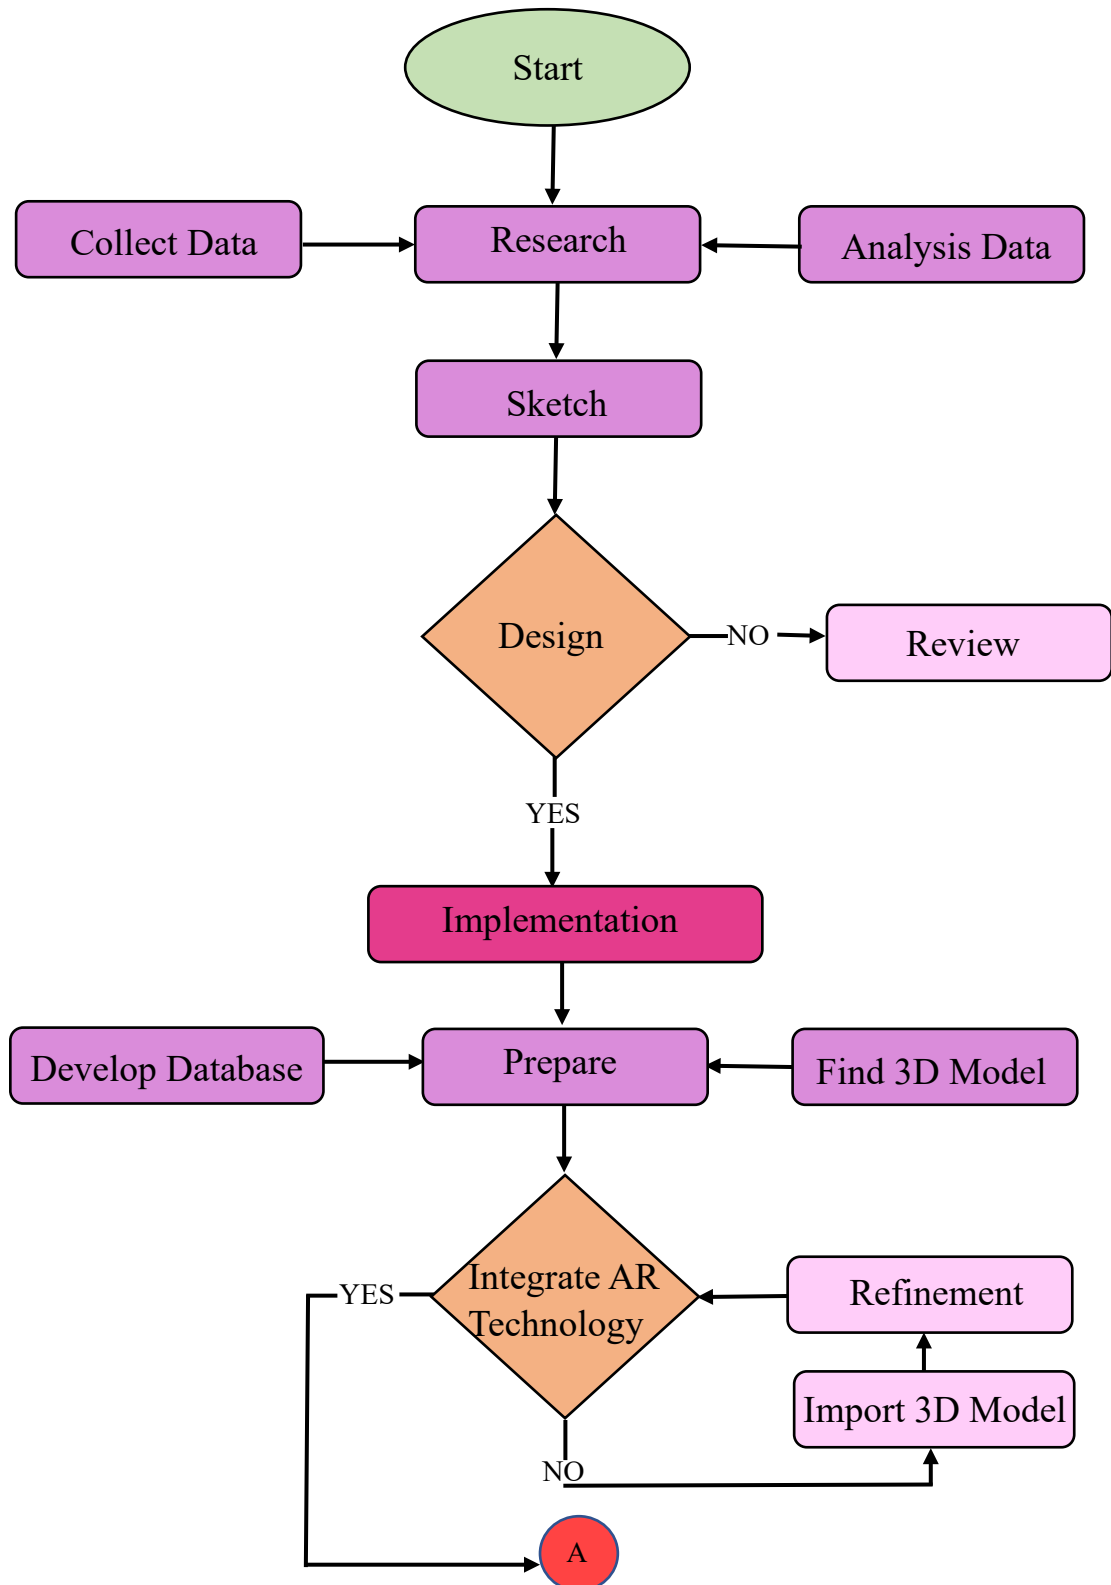 Start
Collect Data
Research
Analysis Data
Sketch
Design
NO
Review
YES
Implementation
Develop Database
Prepare
Find 3D Model
YES
Integrate AR
Technology
Refinement
Import 3D Model
NO
A